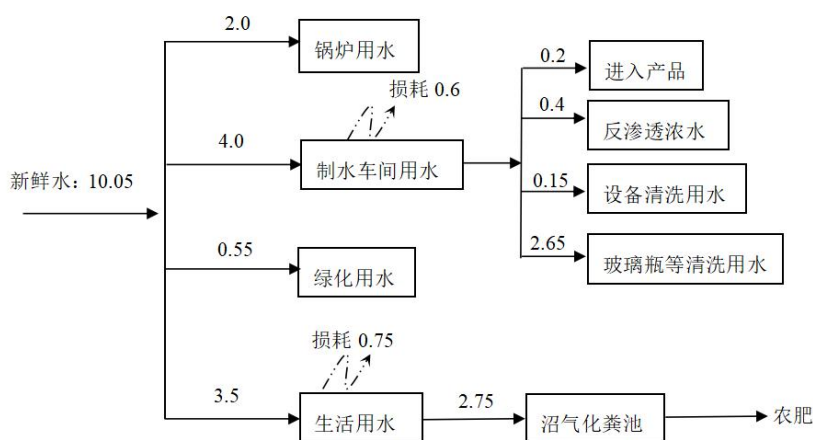 2.0
锅炉用水
损耗 0.6
4.0
制水车间用水
0.2
进入产品
0.4
反渗透浓水
0.15
设备清洗用水
2.65
玻璃瓶等清洗用水
新鲜水：10.05
0.55
绿化用水
损耗 0.75
3.5
生活用水
2.75
沼气化粪池
农肥